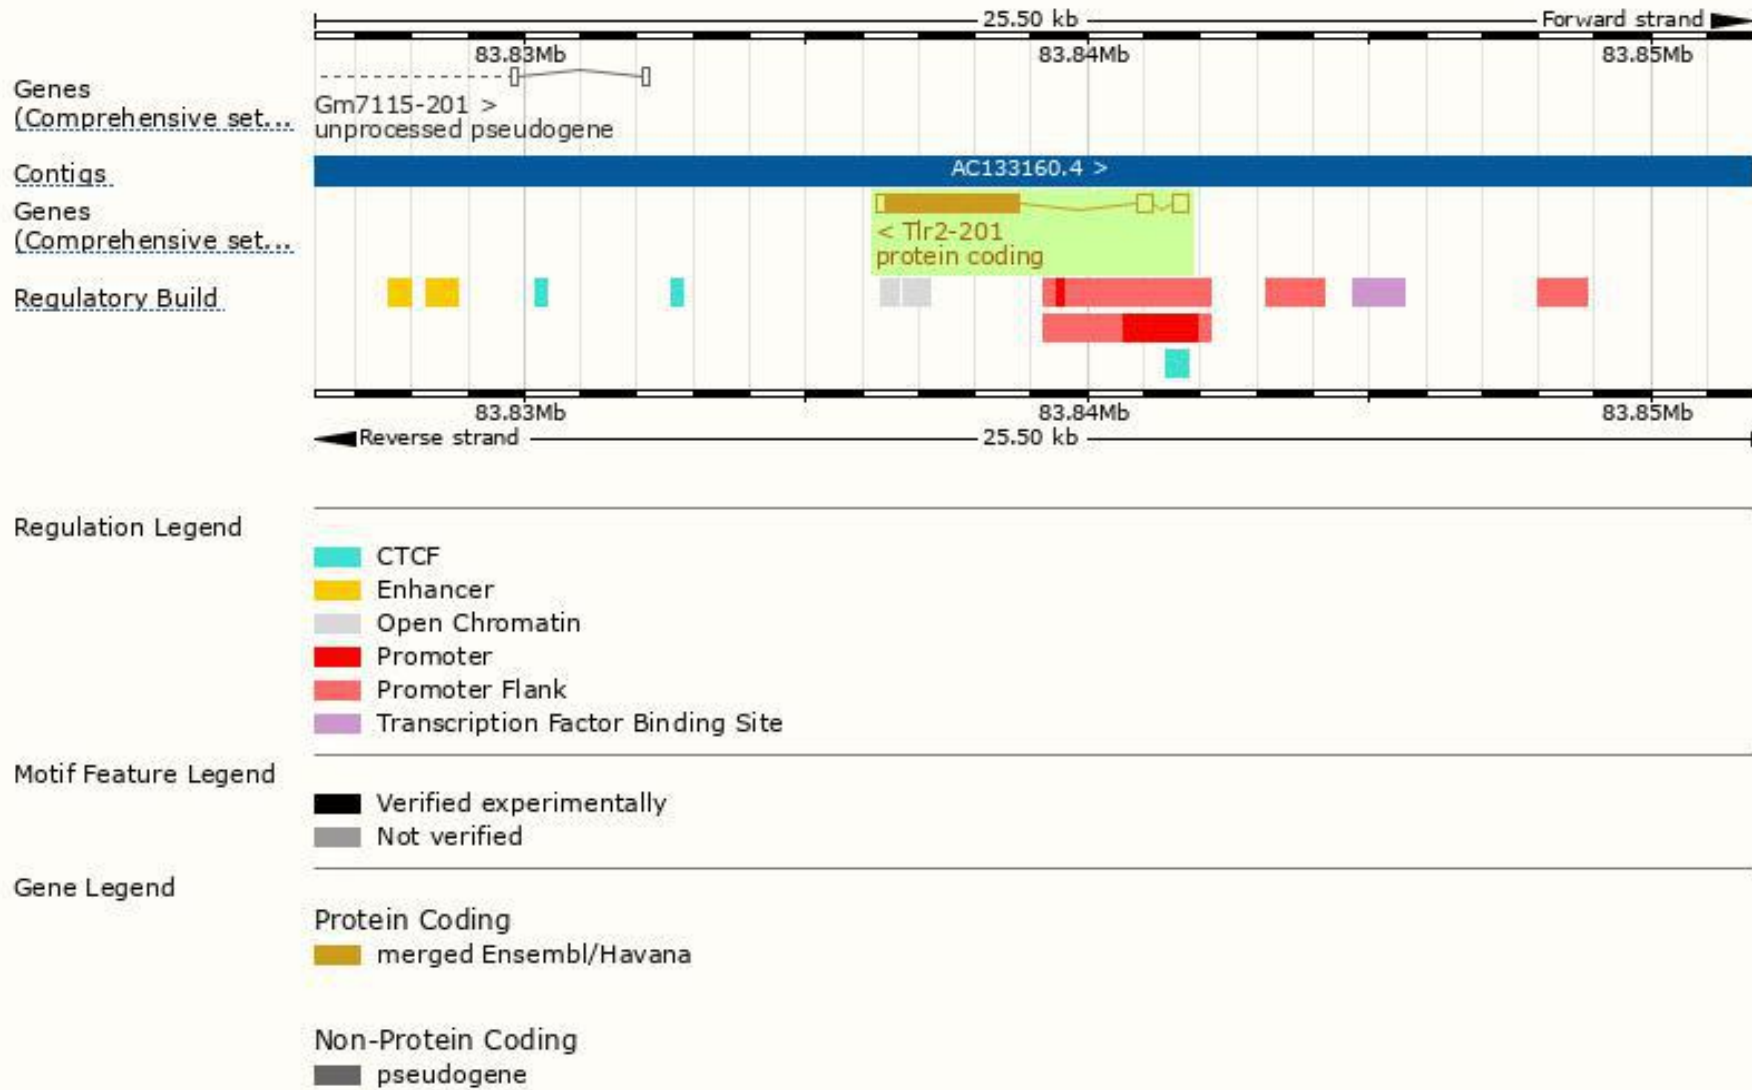 25.50 kb Forward strand
83.83Mb 83.84Mb 83.85Mb
Genes
(Comprehensive set...
Gm7115-201 >
unprocessed pseudogene
Contigs
AC133160.4 >
Genes
(Comprehensive set...
< Tlr2-201
protein coding
Regulatory Build
83.83Mb 83.84Mb 83.85Mb
Reverse strand 25.50 kb
Regulation Legend
CTCF
Enhancer
Open Chromatin
Promoter
Promoter Flank
Transcription Factor Binding Site
Motif Feature Legend
Verified experimentally
Not verified
Gene Legend
Protein Coding
merged Ensembl/Havana
Non-Protein Coding
pseudogene